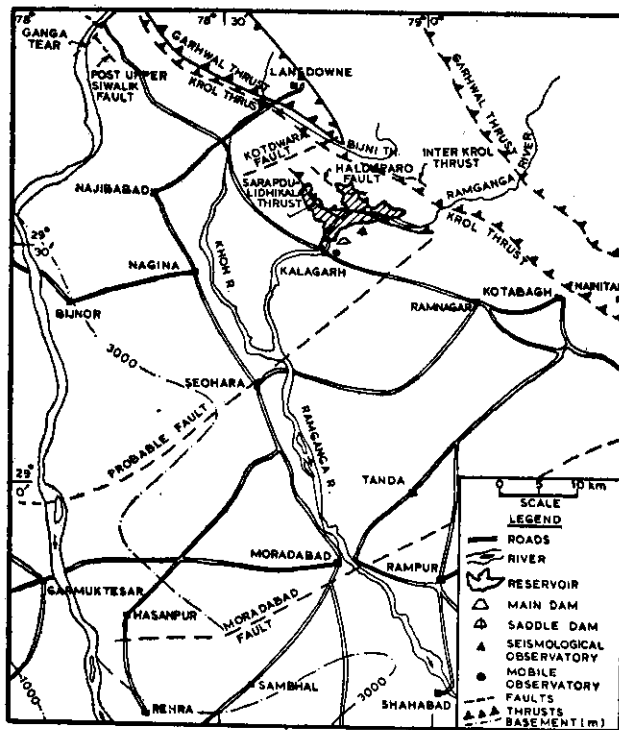 78°
78° 30'
79° 0'
GANGA
TEAR
POST UPPER
SIWALIK
FAULT
GARHWAL THRUST
KROL THRUST
LANSDOWNE
GARHWAL THRUST
KOTDWARA
FAULT
BIJNI TH.
HALDUPARO
FAULT
INTER KROL
THRUST
RAMGANGA RIVER
SARAPDU-
LIDHIKAL
THRUST
KROL THRUST
NAJIBABAD
29°
30'
NAGINA
KHOH R.
KALAGARH
BIJNOR
RAMNAGAR
KOTABAGH
NAINITAL
3000
SEOHARA
PROBABLE FAULT
RAMGANGA R.
29°
0'
TANDA
MORADABAD
RAMPUR
GARMUKTESAR
HASANPUR
MORADABAD
FAULT
1000
REHRA
SAMBHAL
3000
SHAHABAD
0 5 10 km
SCALE
LEGEND
ROADS
RIVER
RESERVOIR
MAIN DAM
SADDLE DAM
SEISMOLOGICAL
OBSERVATORY
MOBILE
OBSERVATORY
FAULTS
THRUSTS
BASEMENT (m)